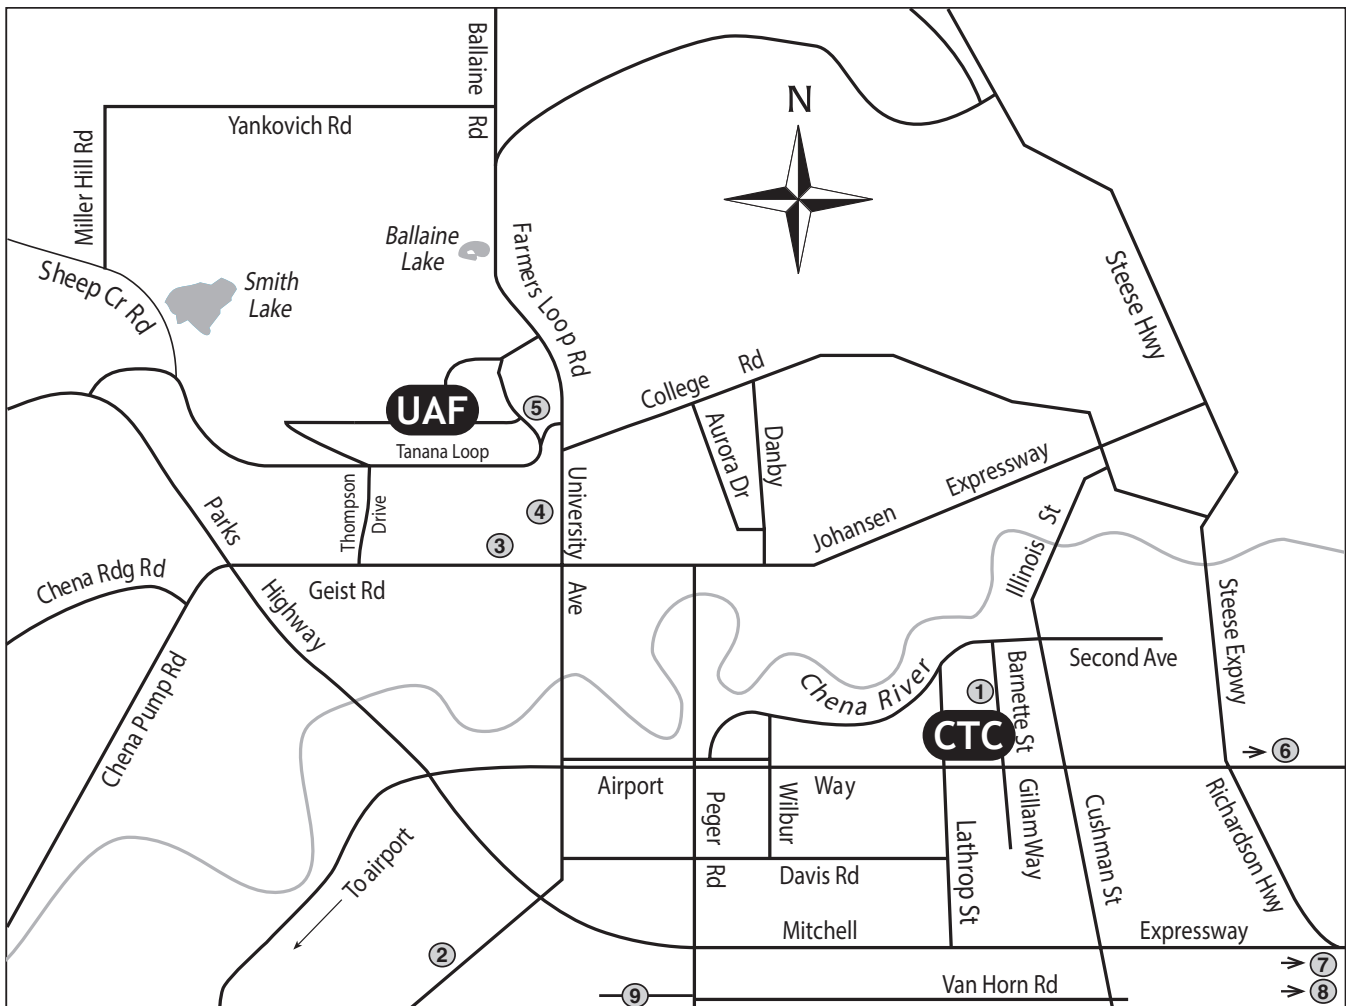 Ballaine
Rd
N
Yankovich Rd
Miller Hill Rd
Ballaine
Lake
Farmers Loop Rd
Sheep Cr Rd
Smith
Lake
Steese Hwy
College Rd
UAF
5
Tanana Loop
Aurora Dr
Danby
Thompson
Drive
4
University
Ave
3
Johansen Expressway
Parks
Highway
Illinois St
Chena Rdg Rd
Geist Rd
Steese Expwy
Chena Pump Rd
Chena River
1
Barnette St
Second Ave
CTC
6
Airport Way
Peger
Rd
Wilbur
Gillam Way
Cushman St
Richardson Hwy
Lathrop St
To airport
Davis Rd
Mitchell Expressway
2
7
Van Horn Rd
8
9